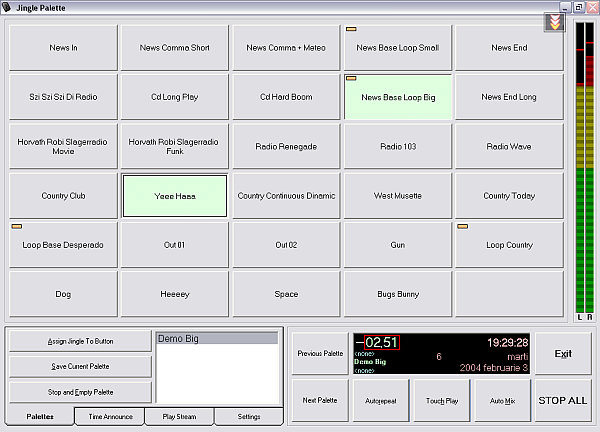 Jingle Palette
News In
News Comma Short
News Comma + Meteo
News Base Loop Small
News End
Szi Szi Szi Di Radio
Cd Long Play
Cd Hard Boom
News Base Loop Big
News End Long
Horvath Robi Slagerradio
Movie
Horvath Robi Slagerradio
Funk
Radio Renegade
Radio 103
Radio Wave
Country Club
Yeee Haaa
Country Continuous Dinamic
West Musette
Country Today
Loop Base Desperado
Out 01
Out 02
Gun
Loop Country
Dog
Heeeey
Space
Bugs Bunny
L R
Assign Jingle To Button
Save Current Palette
Stop and Empty Palette
Demo Big
Palettes
Time Announce
Play Stream
Settings
Previous Palette
-02,51
19:29:28
<none>
Demo Big
<none>
6
marti
2004 februarie 3
Exit
Next Palette
Autorepeat
Touch Play
Auto Mix
STOP ALL